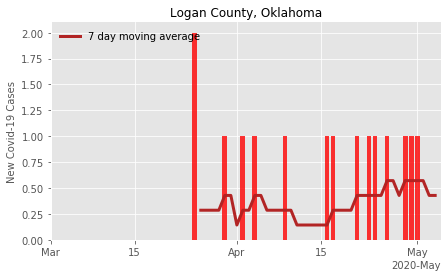 Logan County, Oklahoma
7 day moving average
New Covid-19 Cases
2.00
1.75
1.50
1.25
1.00
0.75
0.50
0.25
0.00
Mar 15 Apr 15 May
2020-May